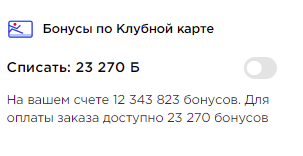 Бонусы по Клубной карте
Списать: 23 270 Б
На вашем счете 12 343 823 бонусов. Для
оплаты заказа доступно 23 270 бонусов